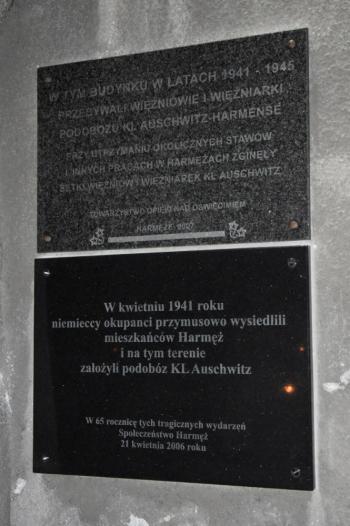 W TYM BUDYNKU W LATACH 1941 - 1945
PRZEBYWALI WIĘŹNIOWIE I WIĘŹNIARKI
PODOBOZU KL AUSCHWITZ-HARMENSE
PRZY UTRZYMANIU OKOLICZNYCH STAWÓW
I INNYCH PRACACH W HARMĘŻACH ZGINĘŁY
SETKI WIĘŹNIÓW I WIĘŹNIAREK KL AUSCHWITZ
TOWARZYSTWO OPIEKI NAD OŚWIĘCIMIEM
HARMĘŻE 2007
W kwietniu 1941 roku
niemieccy okupanci przymusowo wysiedlili
mieszkańców Harmęż
i na tym terenie
założyli podobóz KL Auschwitz
W 65 rocznicę tych tragicznych wydarzeń
Społeczeństwo Harmęż
21 kwietnia 2006 roku